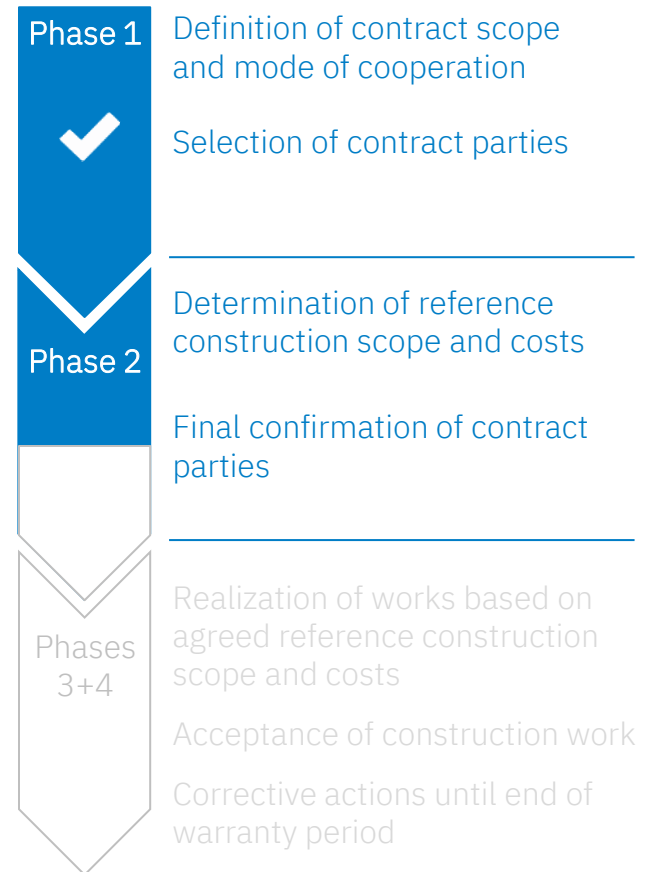 Phase 1
Definition of contract scope
and mode of cooperation
Selection of contract parties
Phase 2
Determination of reference
construction scope and costs
Final confirmation of contract
parties
Phases
3+4
Realization of works based on
agreed reference construction
scope and costs
Acceptance of construction work
Corrective actions until end of
warranty period